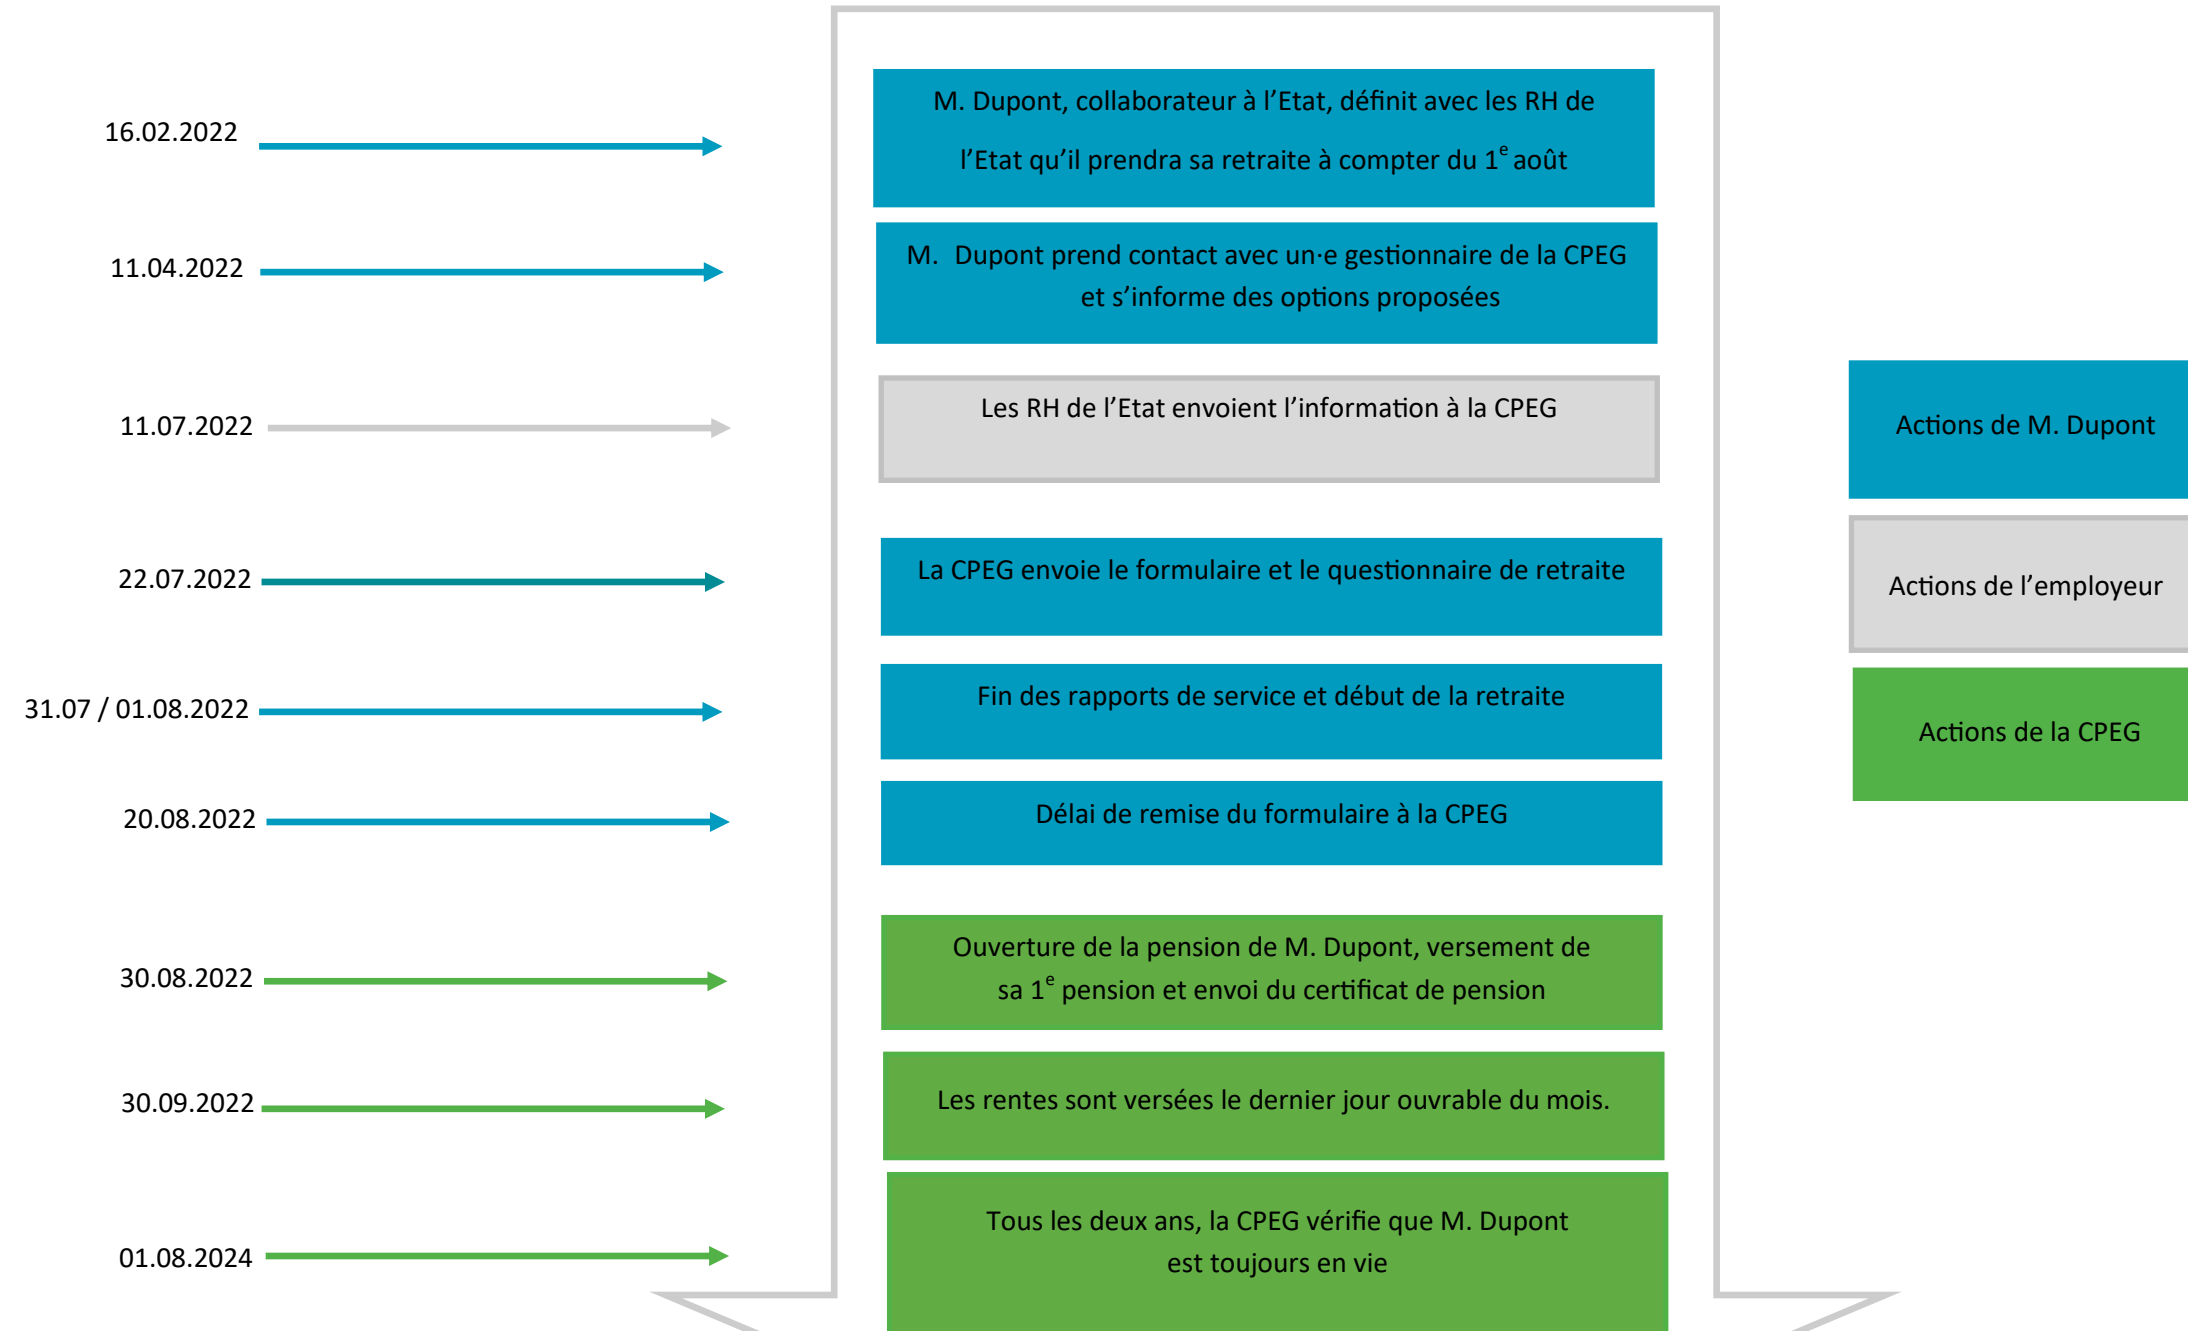 16.02.2022
M. Dupont, collaborateur à l’Etat, définit avec les RH de
l’Etat qu’il prendra sa retraite à compter du 1e août
11.04.2022
M. Dupont prend contact avec un·e gestionnaire de la CPEG
et s’informe des options proposées
11.07.2022
Les RH de l’Etat envoient l’information à la CPEG
22.07.2022
La CPEG envoie le formulaire et le questionnaire de retraite
31.07 / 01.08.2022
Fin des rapports de service et début de la retraite
20.08.2022
Délai de remise du formulaire à la CPEG
30.08.2022
Ouverture de la pension de M. Dupont, versement de
sa 1e pension et envoi du certificat de pension
30.09.2022
Les rentes sont versées le dernier jour ouvrable du mois.
01.08.2024
Tous les deux ans, la CPEG vérifie que M. Dupont
est toujours en vie
Actions de M. Dupont
Actions de l’employeur
Actions de la CPEG